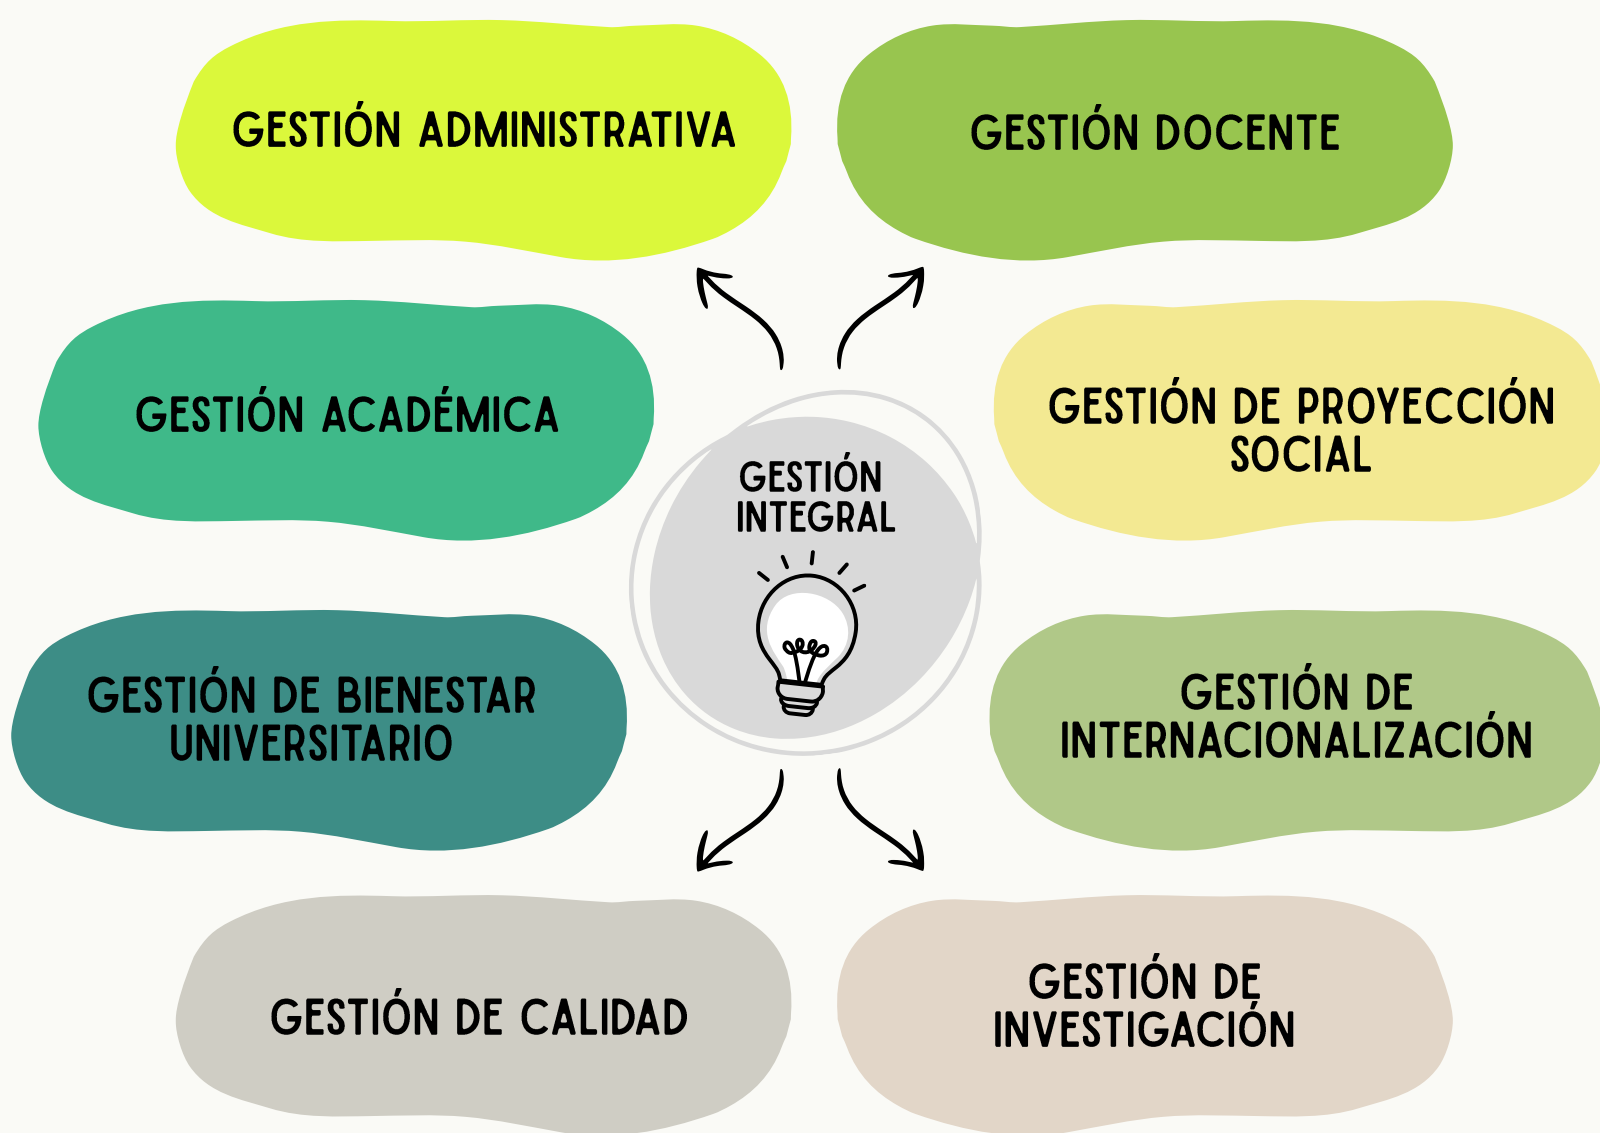 GESTIÓN ADMINISTRATIVA
GESTIÓN DOCENTE
GESTIÓN ACADÉMICA
GESTIÓN DE PROYECCIÓN
SOCIAL
GESTIÓN
INTEGRAL
GESTIÓN DE BIENESTAR
UNIVERSITARIO
GESTIÓN DE
INTERNACIONALIZACIÓN
GESTIÓN DE CALIDAD
GESTIÓN DE
INVESTIGACIÓN